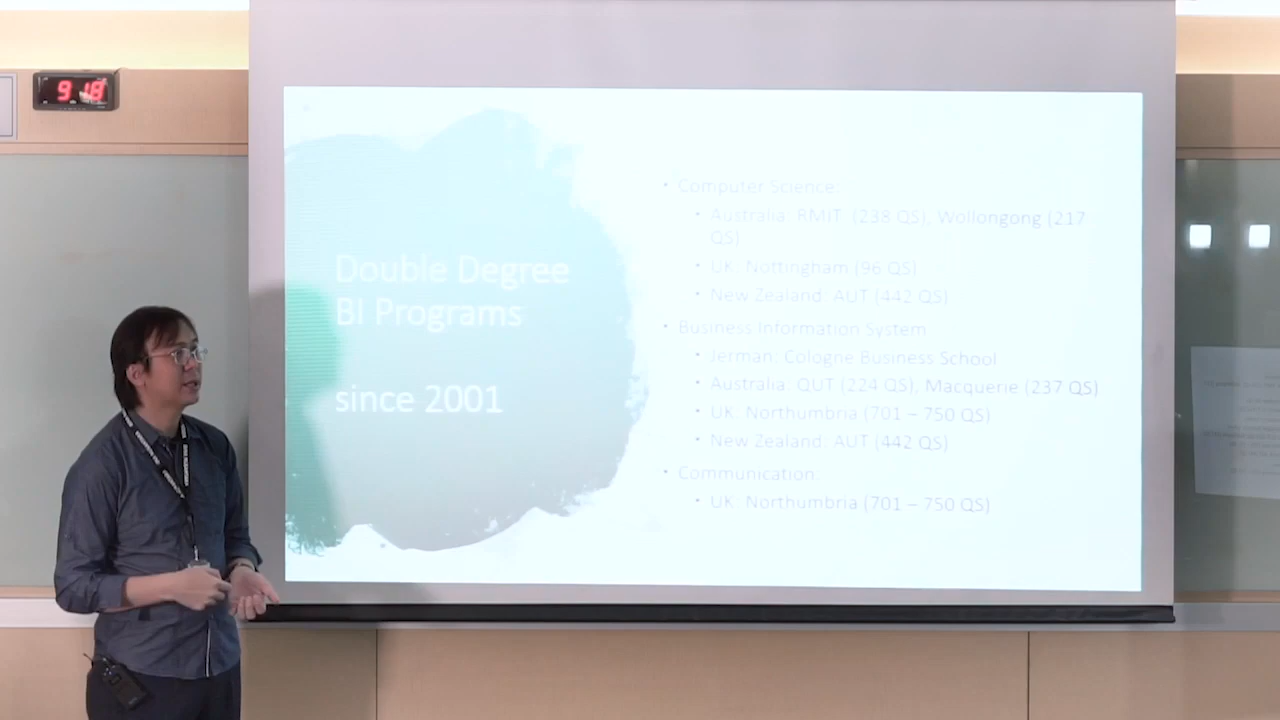 9 18
Double Degree
BI Programs
since 2001
• Computer Science:
• Australia: RMIT (238 QS), Wollongong (217
QS)
• UK: Nottingham (96 QS)
• New Zealand: AUT (442 QS)
• Business Information System
• Jerman: Cologne Business School
• Australia: QUT (224 QS), Macquerie (237 QS)
• UK: Northumbria (701 – 750 QS)
• New Zealand: AUT (442 QS)
• Communication:
• UK: Northumbria (701 – 750 QS)